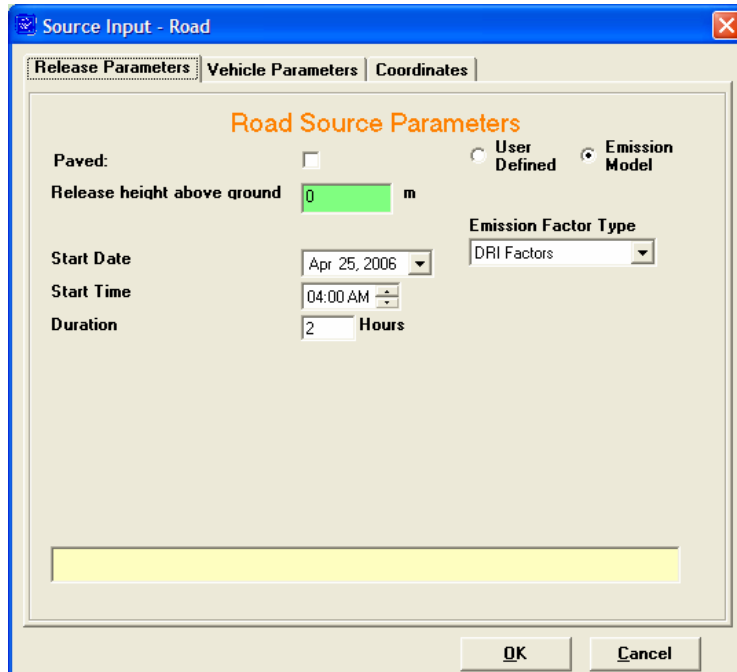 Source Input - Road
Release Parameters Vehicle Parameters Coordinates
Road Source Parameters
Paved:
User Defined
Emission Model
Release height above ground 0 m
Emission Factor Type
DRI Factors
Start Date Apr 25, 2006
Start Time 04:00 AM
Duration 2 Hours
OK Cancel